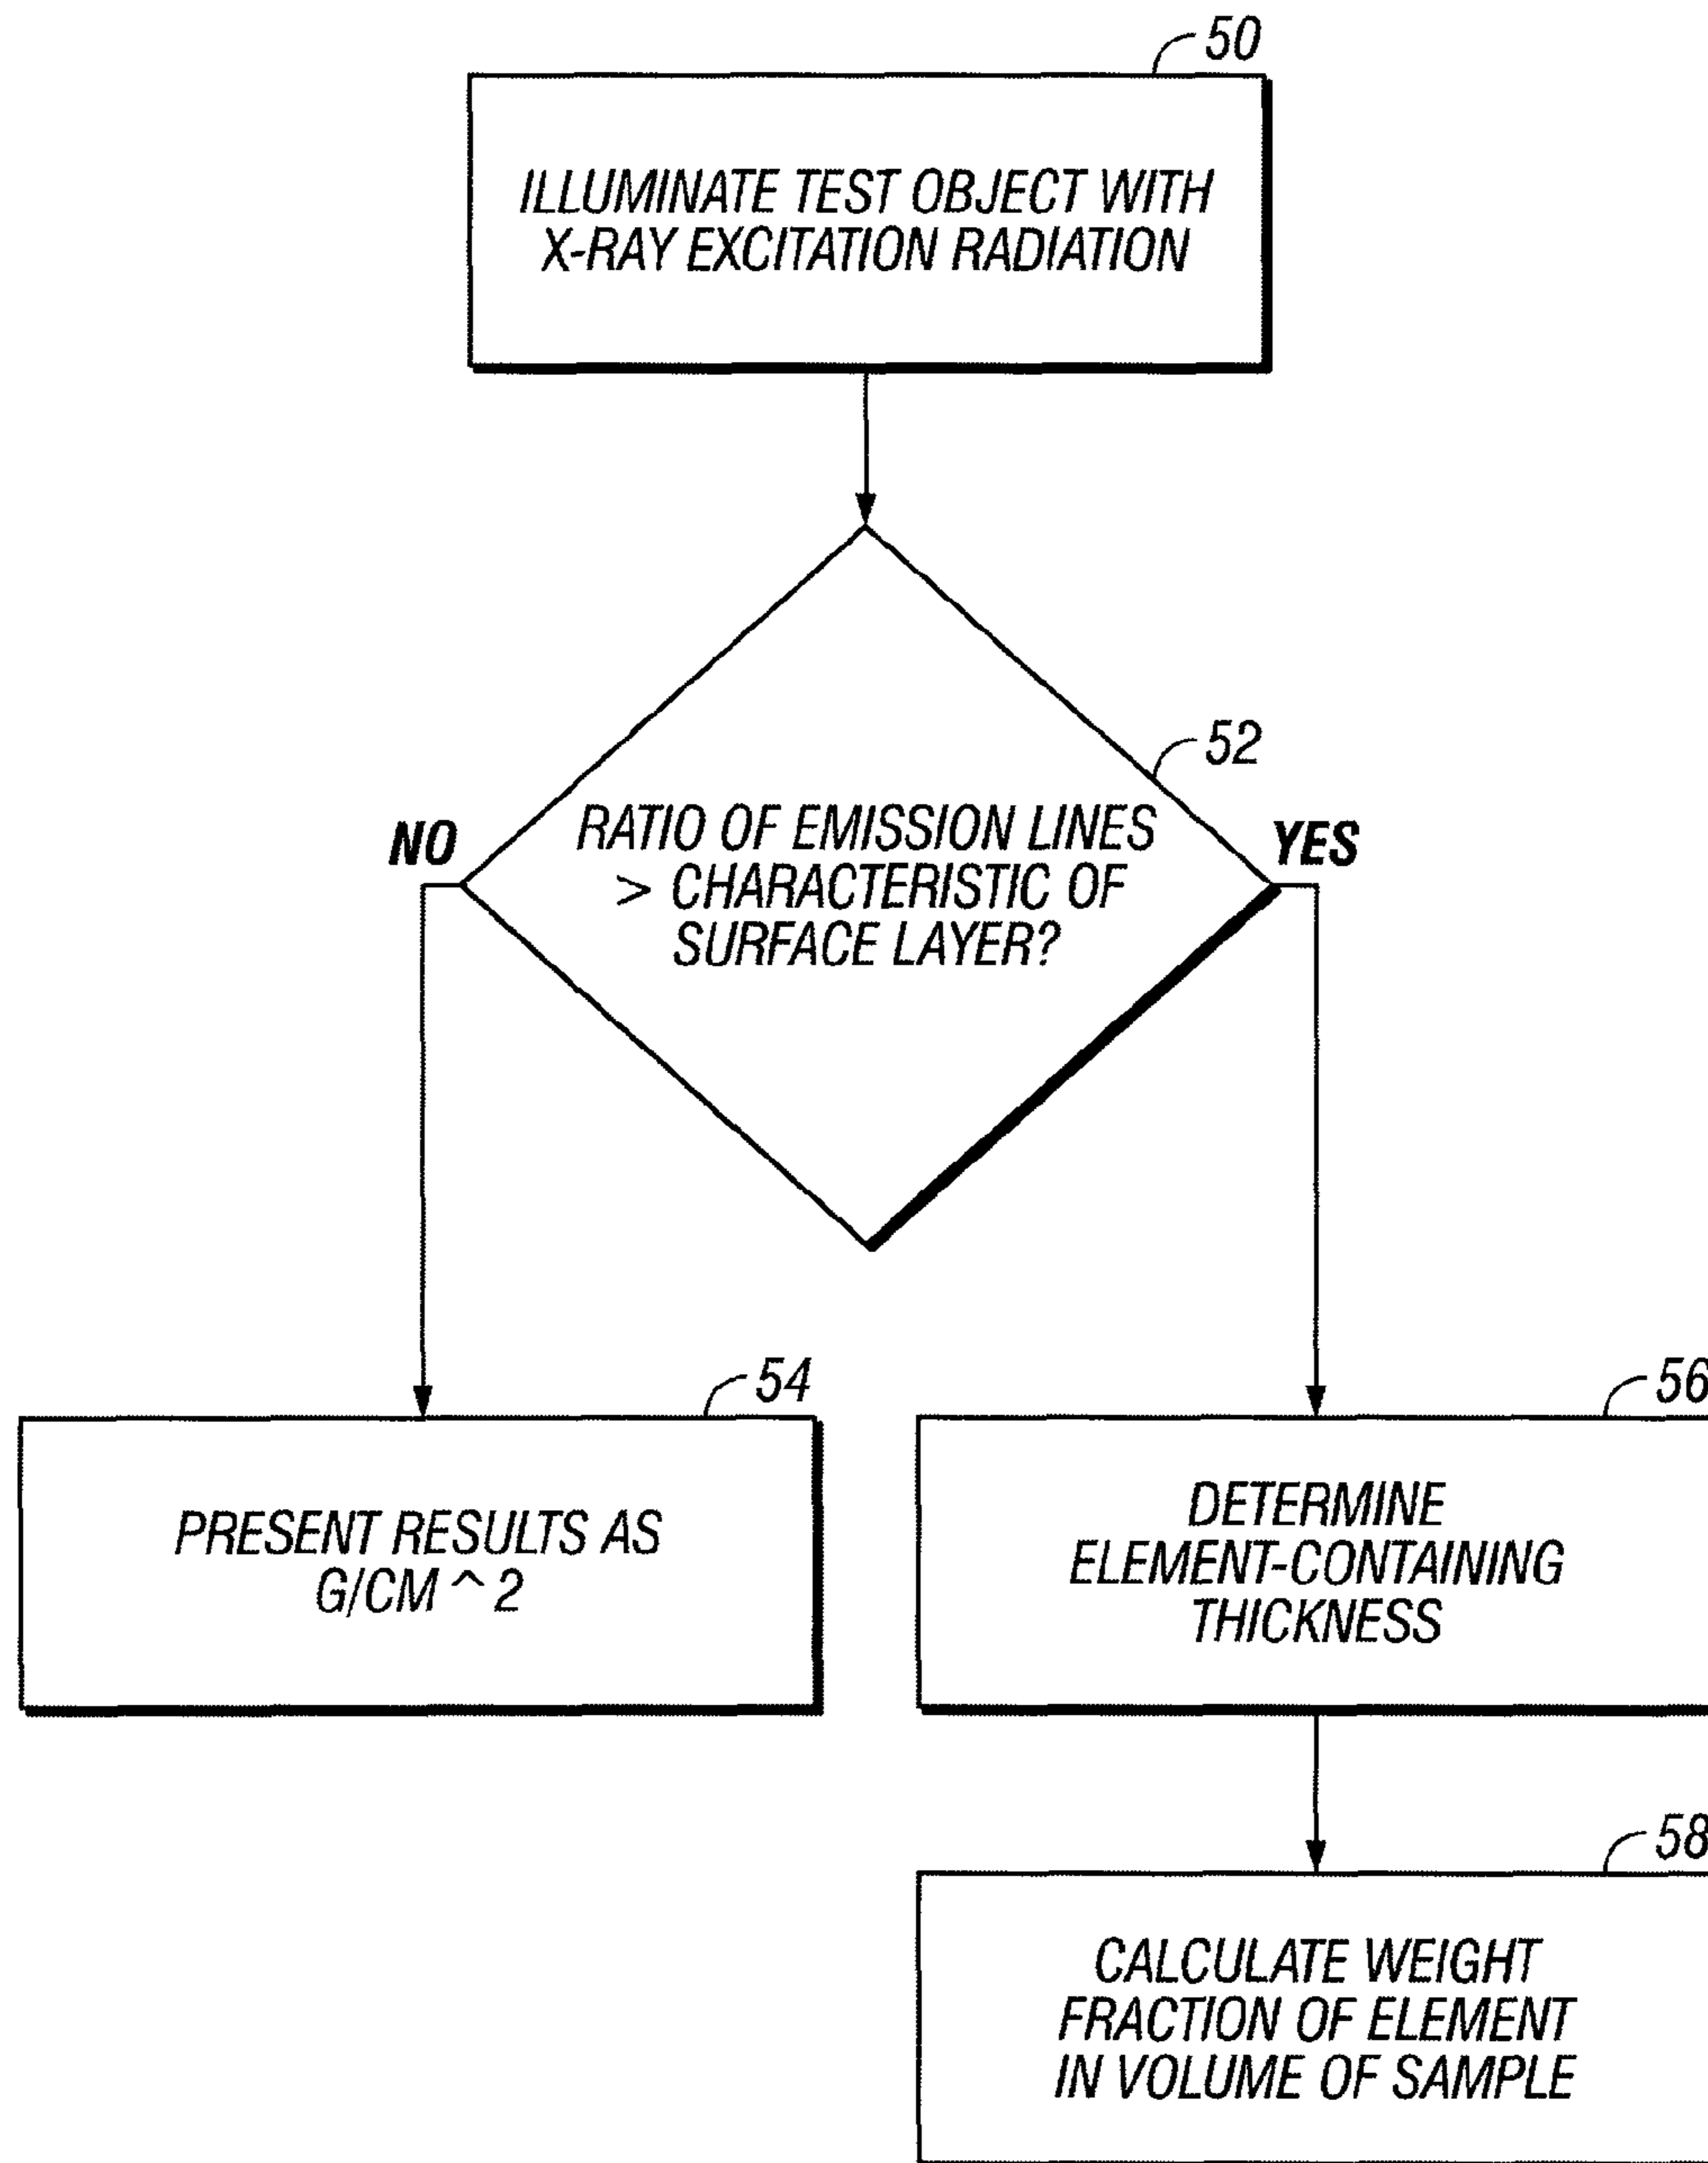 50
ILLUMINATE TEST OBJECT WITH
X-RAY EXCITATION RADIATION
52
RATIO OF EMISSION LINES
> CHARACTERISTIC OF
SURFACE LAYER?
NO
YES
54
PRESENT RESULTS AS
G/CM ^ 2
56
DETERMINE
ELEMENT-CONTAINING
THICKNESS
58
CALCULATE WEIGHT
FRACTION OF ELEMENT
IN VOLUME OF SAMPLE